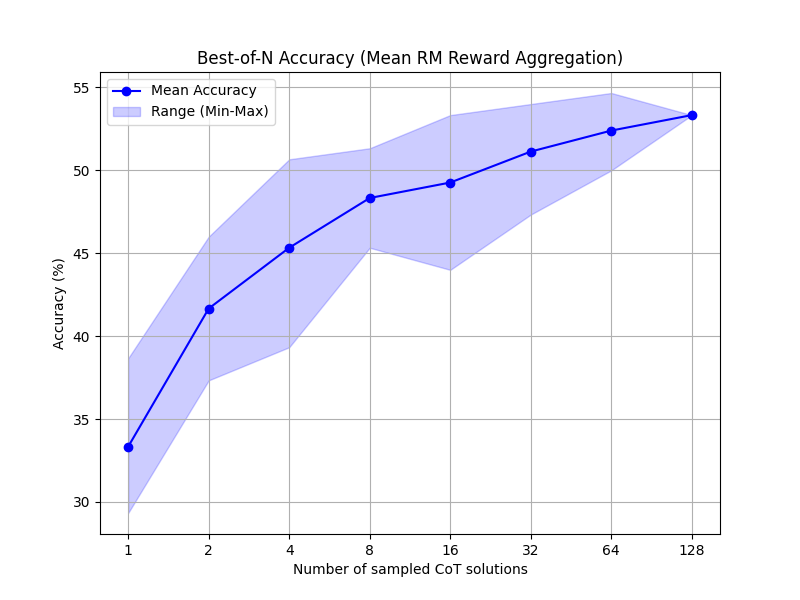 Best-of-N Accuracy (Mean RM Reward Aggregation)
Mean Accuracy
Range (Min-Max)
Accuracy (%)
55
50
45
40
35
30
1 2 4 8 16 32 64 128
Number of sampled CoT solutions